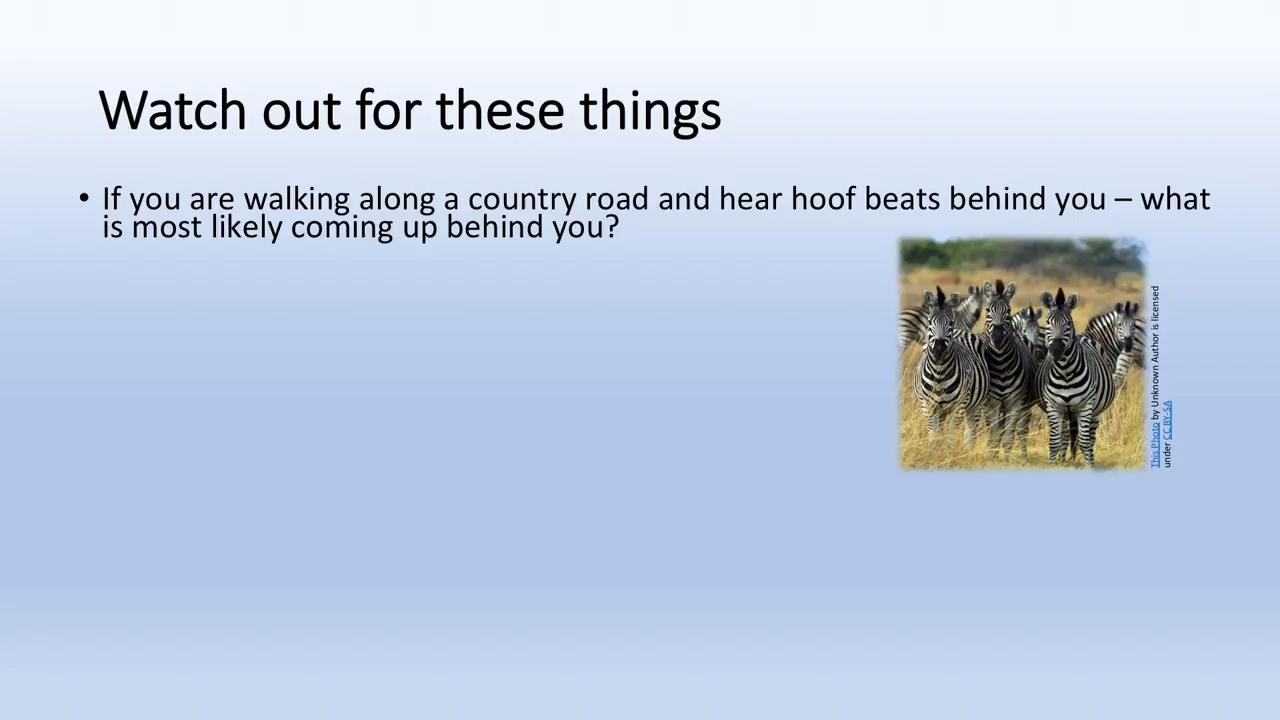 Watch out for these things
• If you are walking along a country road and hear hoof beats behind you – what
is most likely coming up behind you?
This Photo by Unknown Author is licensed
under CC BY-SA